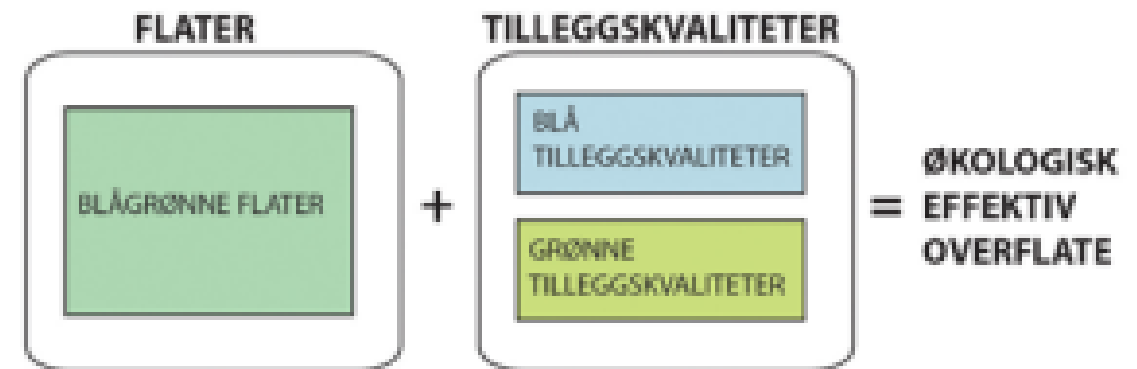 FLATER
BLÅGRØNNE FLATER
+
TILLEGGSKVALITETER
BLÅ
TILLEGGSKVALITETER
GRØNNE
TILLEGGSKVALITETER
=
ØKOLOGISK
EFFEKTIV
OVERFLATE